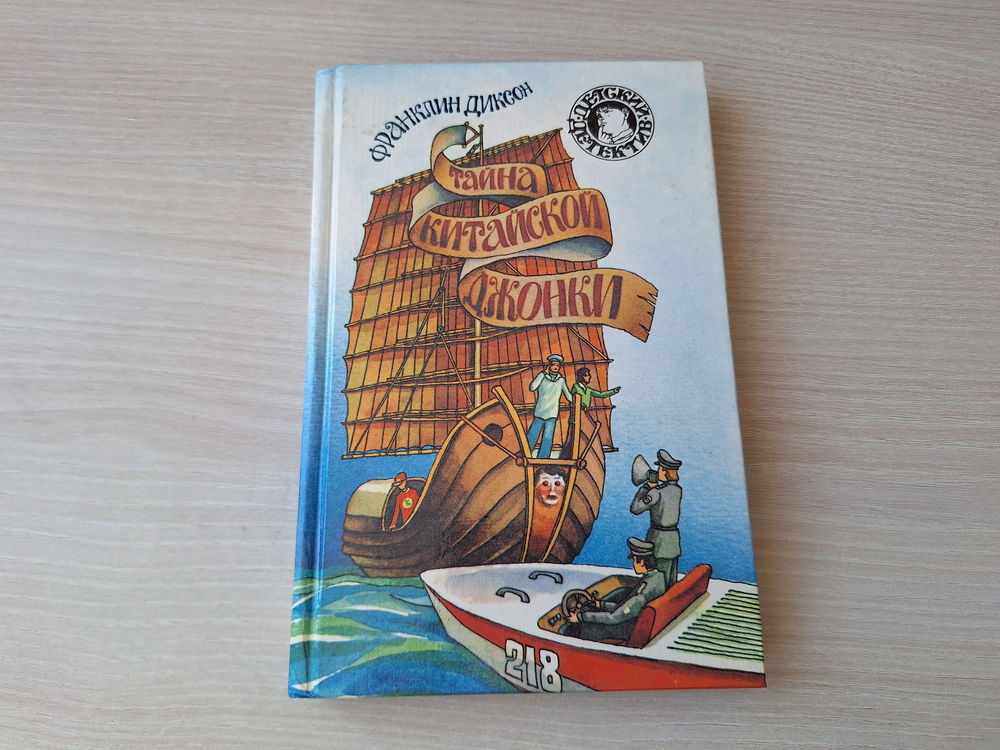 ФРАНКЛИН ДИКСОН
ДЕТСКИЙ
ДЕТЕКТИВ
ТАЙНА
КИТАЙСКОЙ
ДЖОНКИ
218